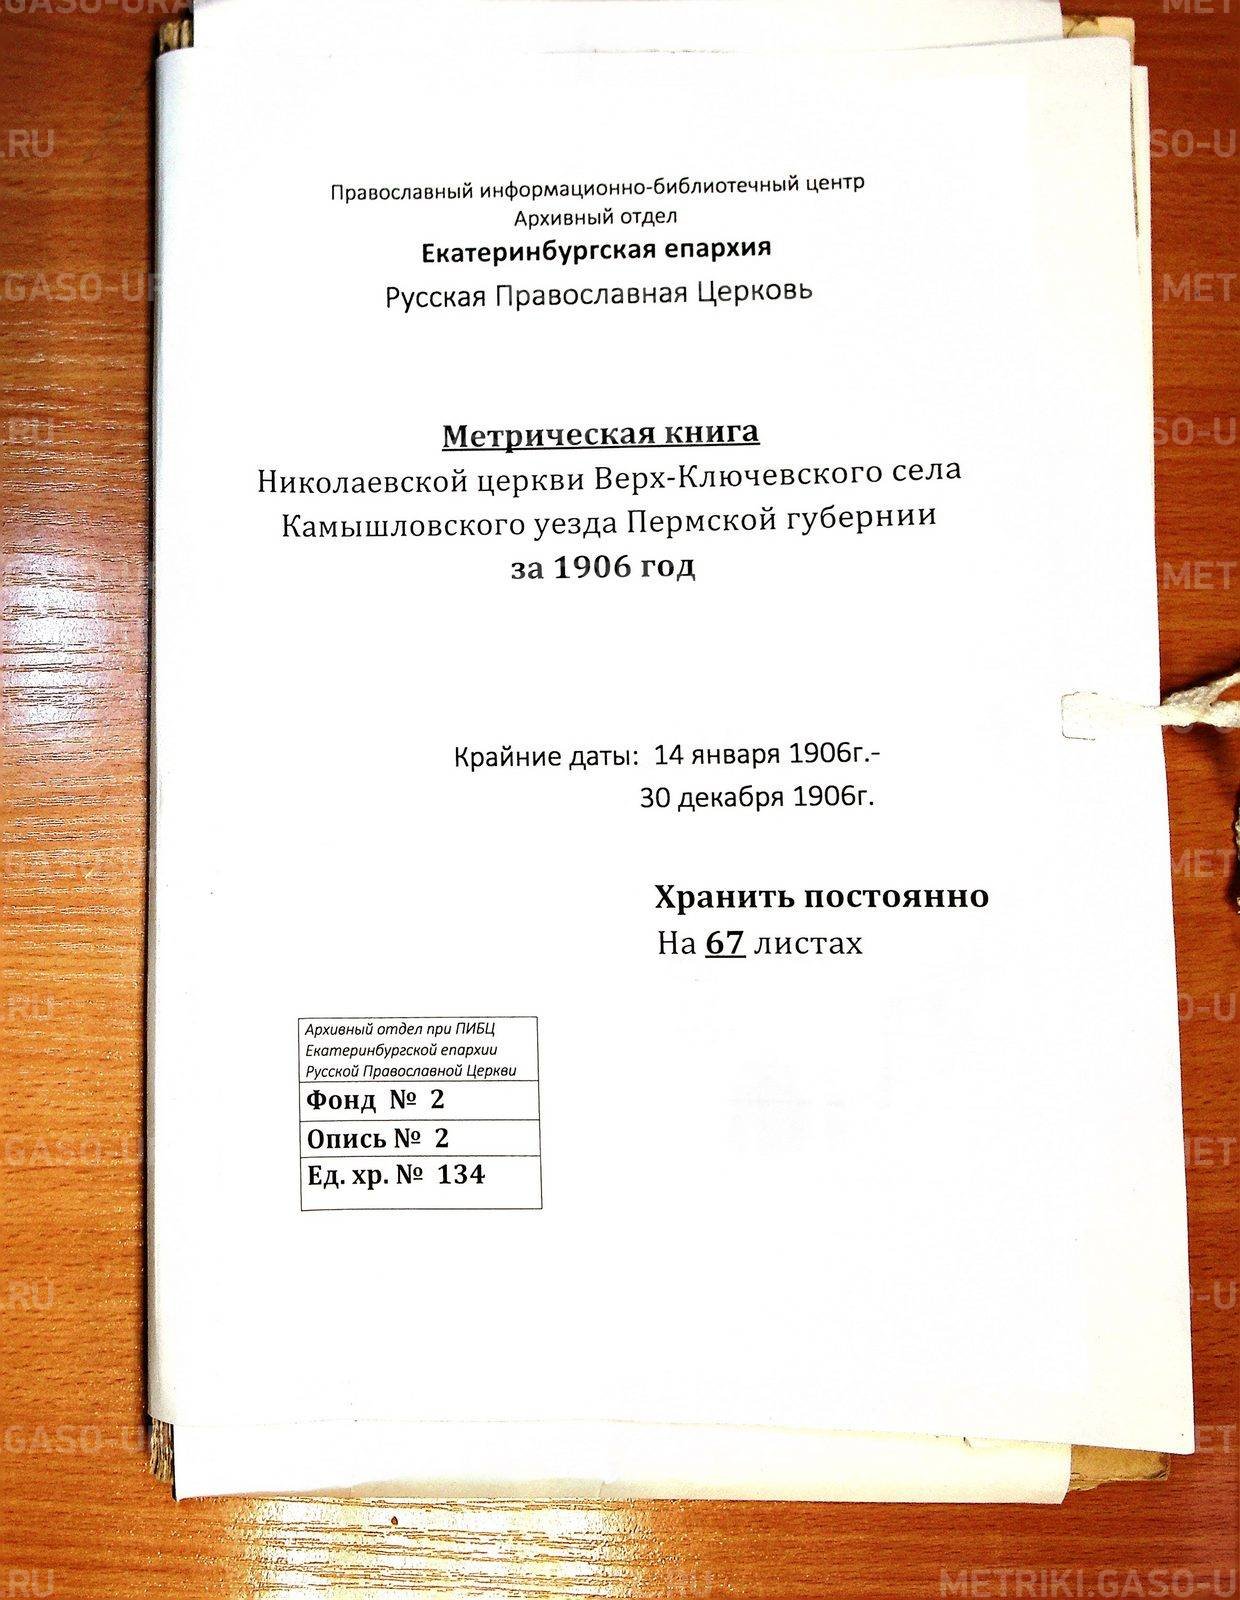 Православный информационно-библиотечный центр
Архивный отдел
Екатеринбургская епархия
Русская Православная Церковь
Метрическая книга
Николаевской церкви Верх-Ключевского села
Камышловского уезда Пермской губернии
за 1906 год
Крайние даты: 14 января 1906г.-
30 декабря 1906г.
Хранить постоянно
На 67 листах
Архивный отдел при ПИБЦ
Екатеринбургской епархии
Русской Православной Церкви
Фонд № 2
Опись № 2
Ед. хр. № 134
METRIKI.GASO-U